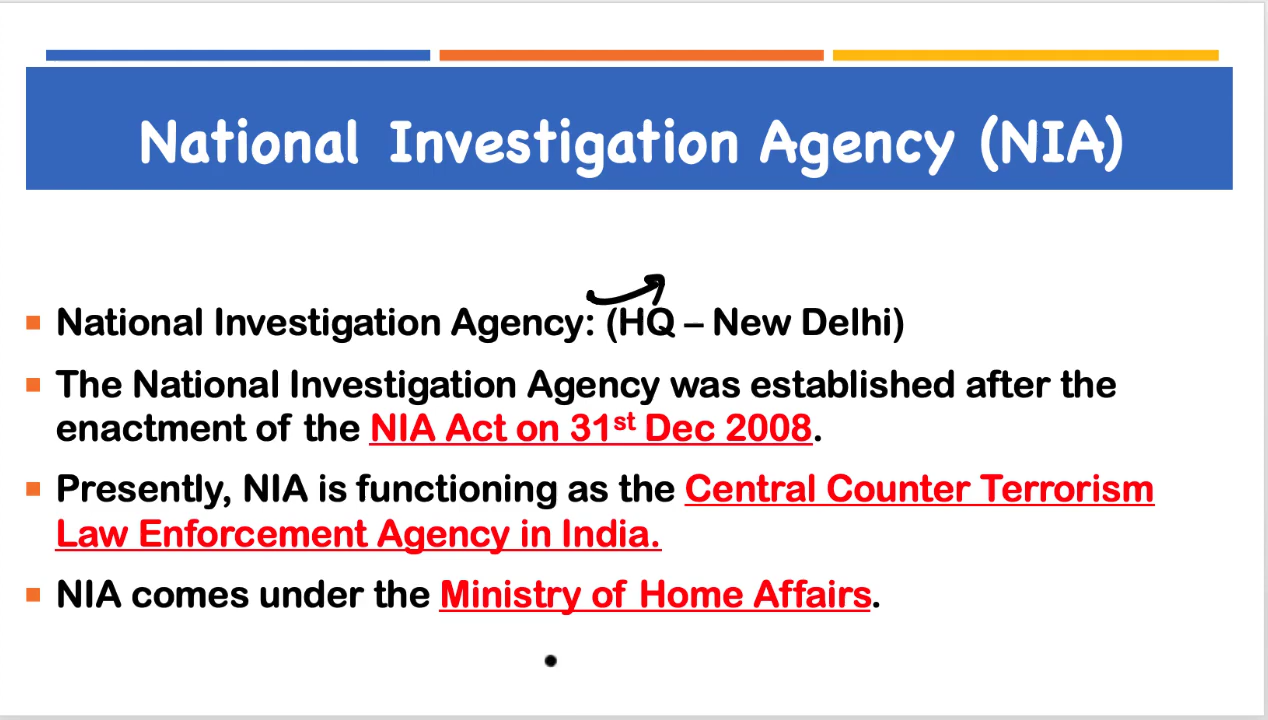 National Investigation Agency (NIA)
National Investigation Agency: (HQ – New Delhi)
The National Investigation Agency was established after the
enactment of the NIA Act on 31st Dec 2008.
Presently, NIA is functioning as the Central Counter Terrorism
Law Enforcement Agency in India.
NIA comes under the Ministry of Home Affairs.